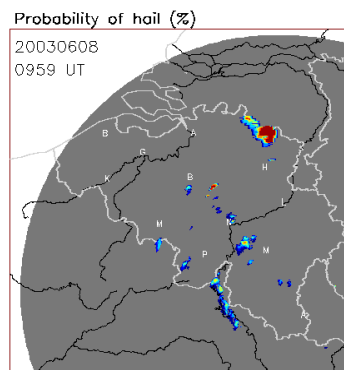 Probability of hail (%)
20030608
0959 UT
B
A
G
H
K
B
L
M
N
M
P
A